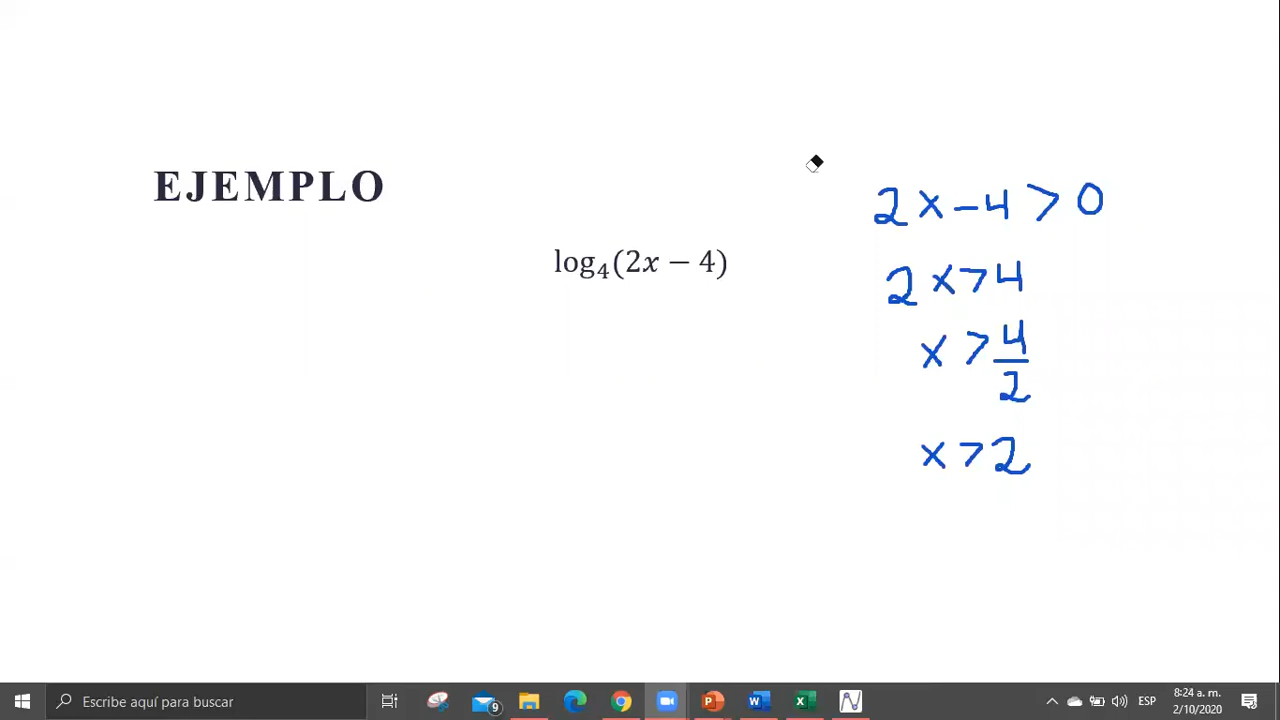 EJEMPLO
2x-4>0
log₄(2x − 4)
2x>4
x>4/2
x>2
Escribe aquí para buscar
9
ESP
8:24 a. m.
2/10/2020